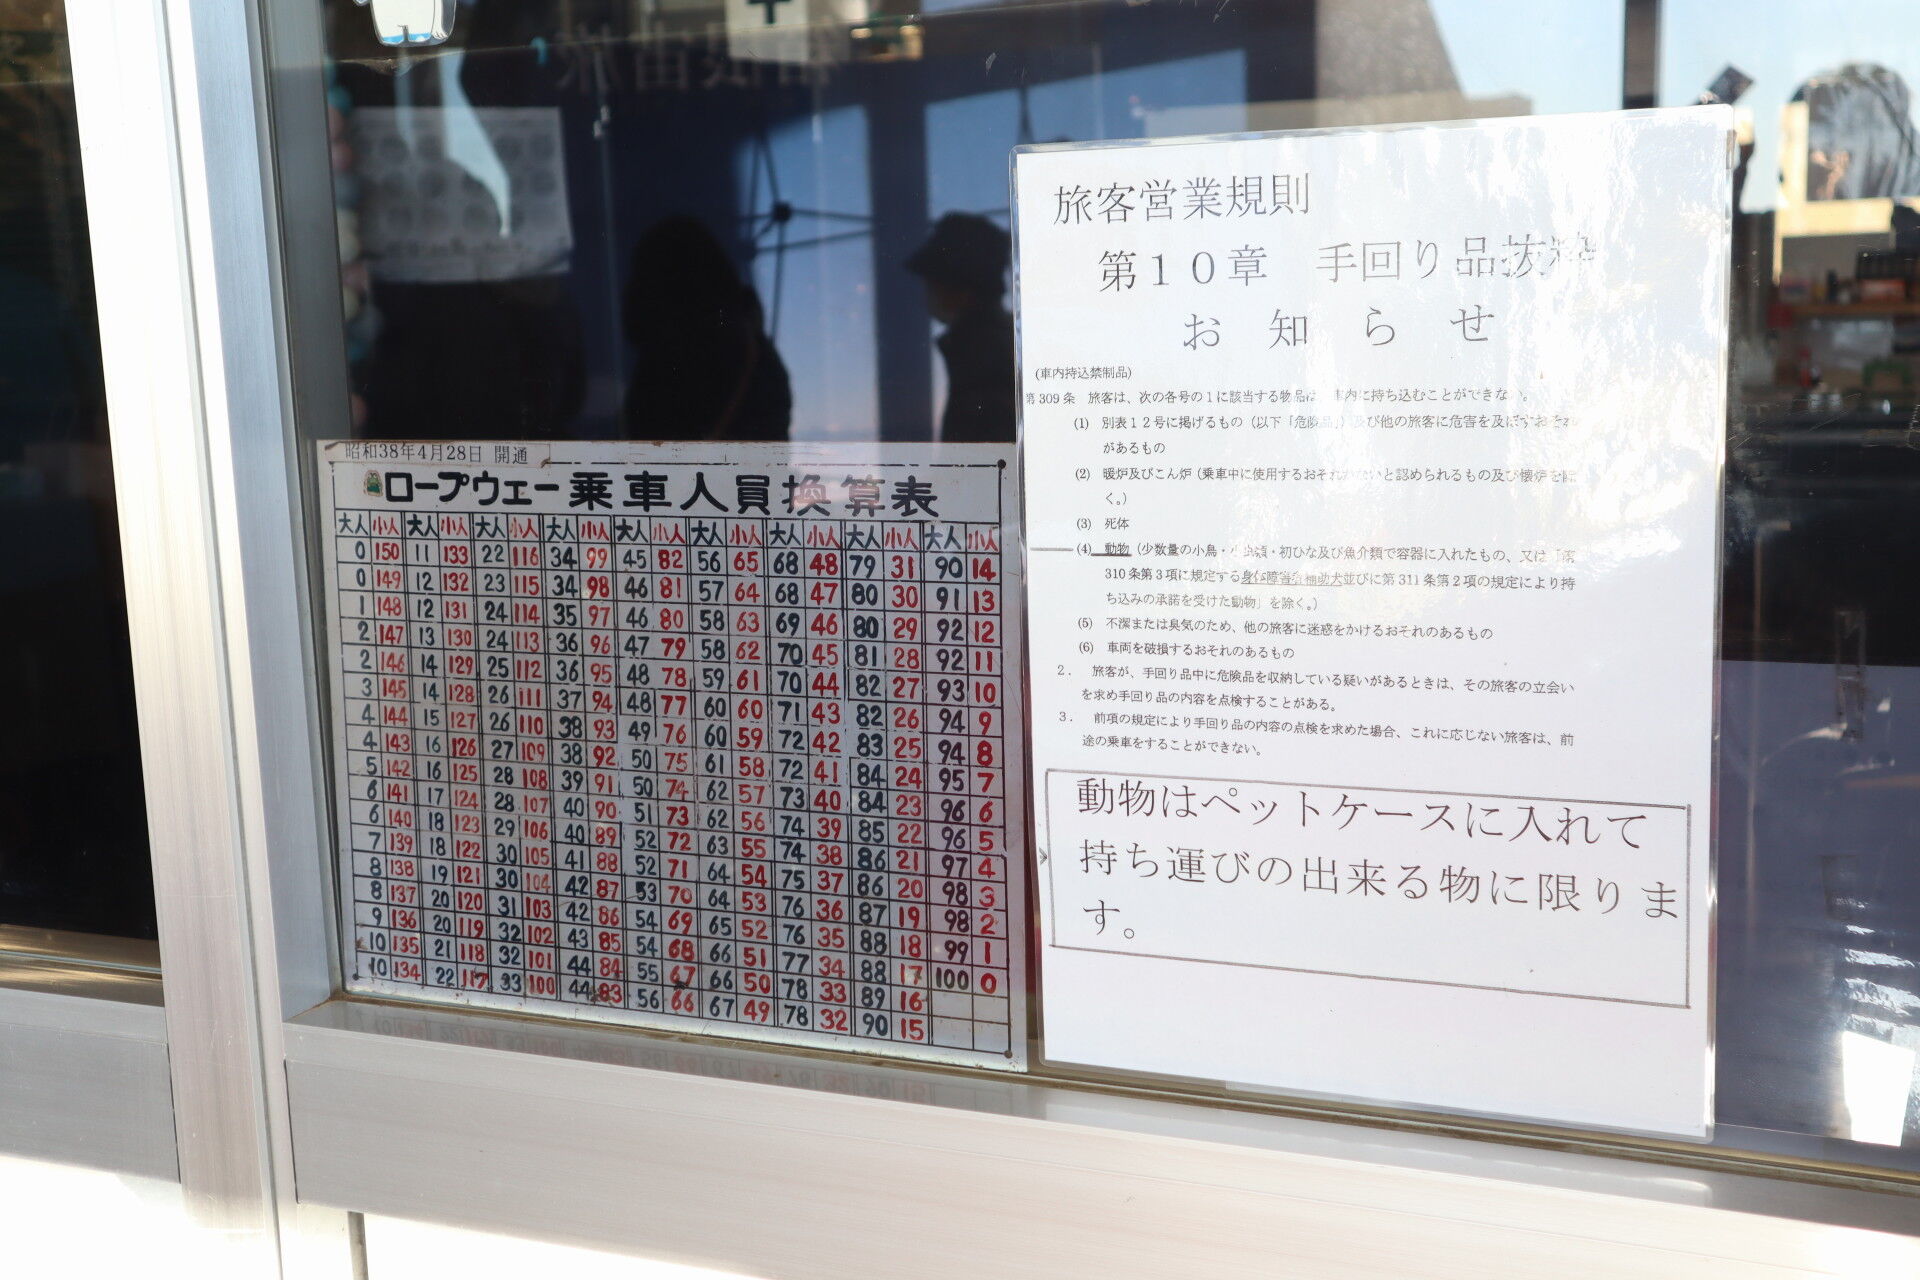 昭和38年4月28日 開通
ロープウェー乗車人員換算表
大人 小人 大人 小人 大人 小人 大人 小人 大人 小人 大人 小人 大人 小人 大人 小人 大人 小人
0 150 11 133 22 116 34 99 45 82 56 65 68 48 79 31 90 14
0 149 12 132 23 115 34 98 46 81 57 64 68 47 80 30 91 13
1 148 12 131 24 114 35 97 46 80 58 63 69 46 80 29 92 12
2 147 13 130 24 113 36 96 47 79 58 62 70 45 81 28 92 11
2 146 14 129 25 112 36 95 48 78 59 61 70 44 82 27 93 10
3 145 14 128 26 111 37 94 48 77 60 60 71 43 82 26 94 9
4 144 15 127 26 110 38 93 49 76 60 59 72 42 83 25 94 8
4 143 16 126 27 109 38 92 50 75 61 58 72 41 84 24 95 7
5 142 16 125 28 108 39 91 50 74 62 57 73 40 84 23 96 6
6 141 17 124 28 107 40 90 51 73 62 56 74 39 85 22 96 5
6 140 18 123 29 106 40 89 52 72 63 55 74 38 86 21 97 4
7 139 18 122 30 105 41 88 52 71 64 54 75 37 86 20 98 3
8 138 19 121 30 104 42 87 53 70 64 53 76 36 87 19 98 2
8 137 20 120 31 103 42 86 54 69 65 52 76 35 88 18 99 1
9 136 20 119 32 102 43 85 54 68 66 51 77 34 88 17 100 0
10 135 21 118 32 101 44 84 55 67 66 50 78 33 89 16
10 134 22 117 33 100 44 83 56 66 67 49 78 32 90 15
旅客営業規則
第10章 手回り品抜粋
お知らせ
(車内持込禁制品)
第309条 旅客は、次の各号の1に該当する物品は、車内に持ち込むことができない。
(1) 別表12号に掲げるもの(以下「危険品」)及び他の旅客に危害を及ぼすおそれ
があるもの
(2) 暖炉及びこん炉(乗車中に使用するおそれがないと認められるもの及び懐炉を除
く。)
(3) 死体
(4) 動物(少数量の小鳥・小虫類・初ひな及び魚介類で容器に入れたもの、又は「第
310条第3項に規定する身体障害者補助犬並びに第311条第2項の規定により持
ち込みの承諾を受けた動物」を除く。)
(5) 不潔または臭気のため、他の旅客に迷惑をかけるおそれのあるもの
(6) 車両を破損するおそれのあるもの
2. 旅客が、手回り品中に危険品を収納している疑いがあるときは、その旅客の立会い
を求め手回り品の内容を点検することがある。
3. 前項の規定により手回り品の内容の点検を求めた場合、これに応じない旅客は、前
途の乗車をすることができない。
動物はペットケースに入れて
持ち運びの出来る物に限りま
す。